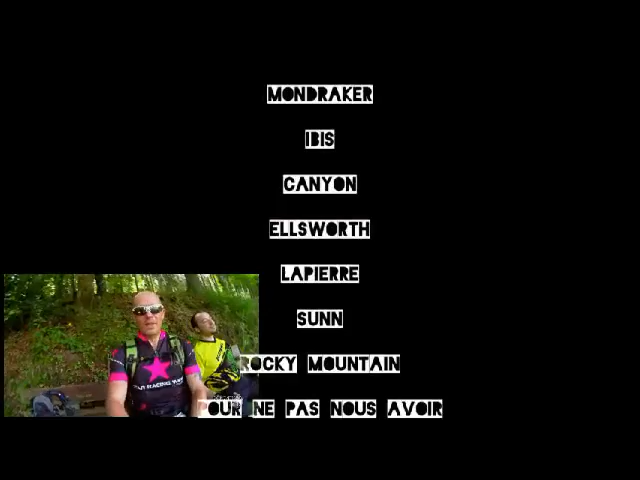 MONDRAKER
IBIS
CANYON
ELLSWORTH
LAPIERRE
SUNN
ROCKY MOUNTAIN
POUR NE PAS NOUS AVOIR